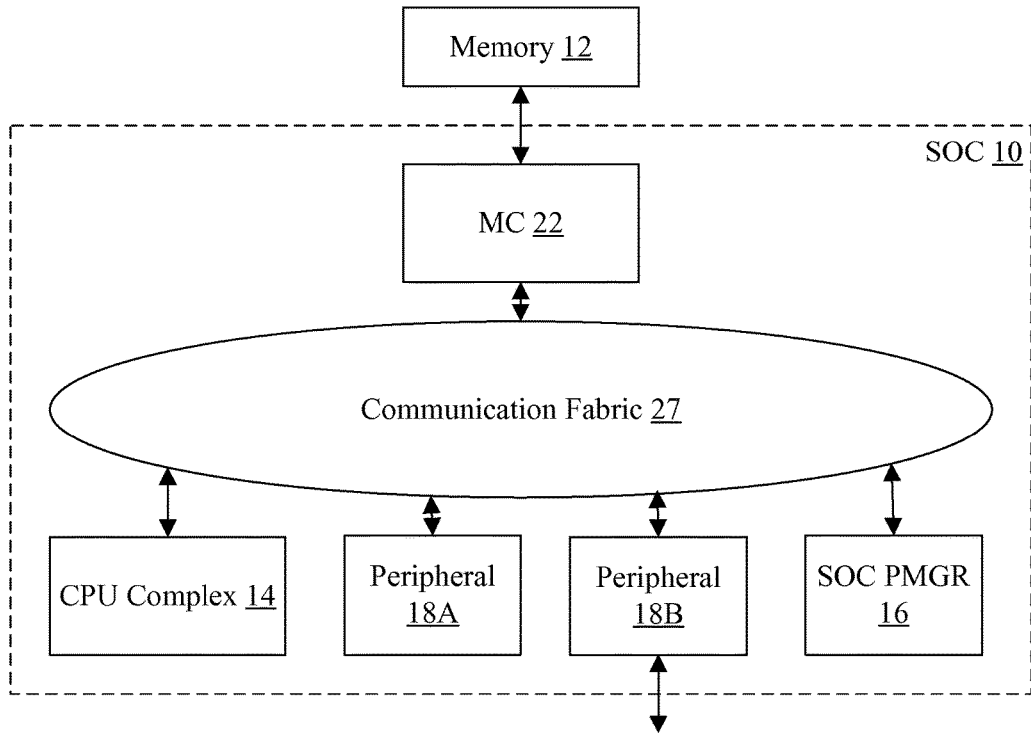 Memory 12
SOC 10
MC 22
Communication Fabric 27
CPU Complex 14
Peripheral
18A
Peripheral
18B
SOC PMGR
16